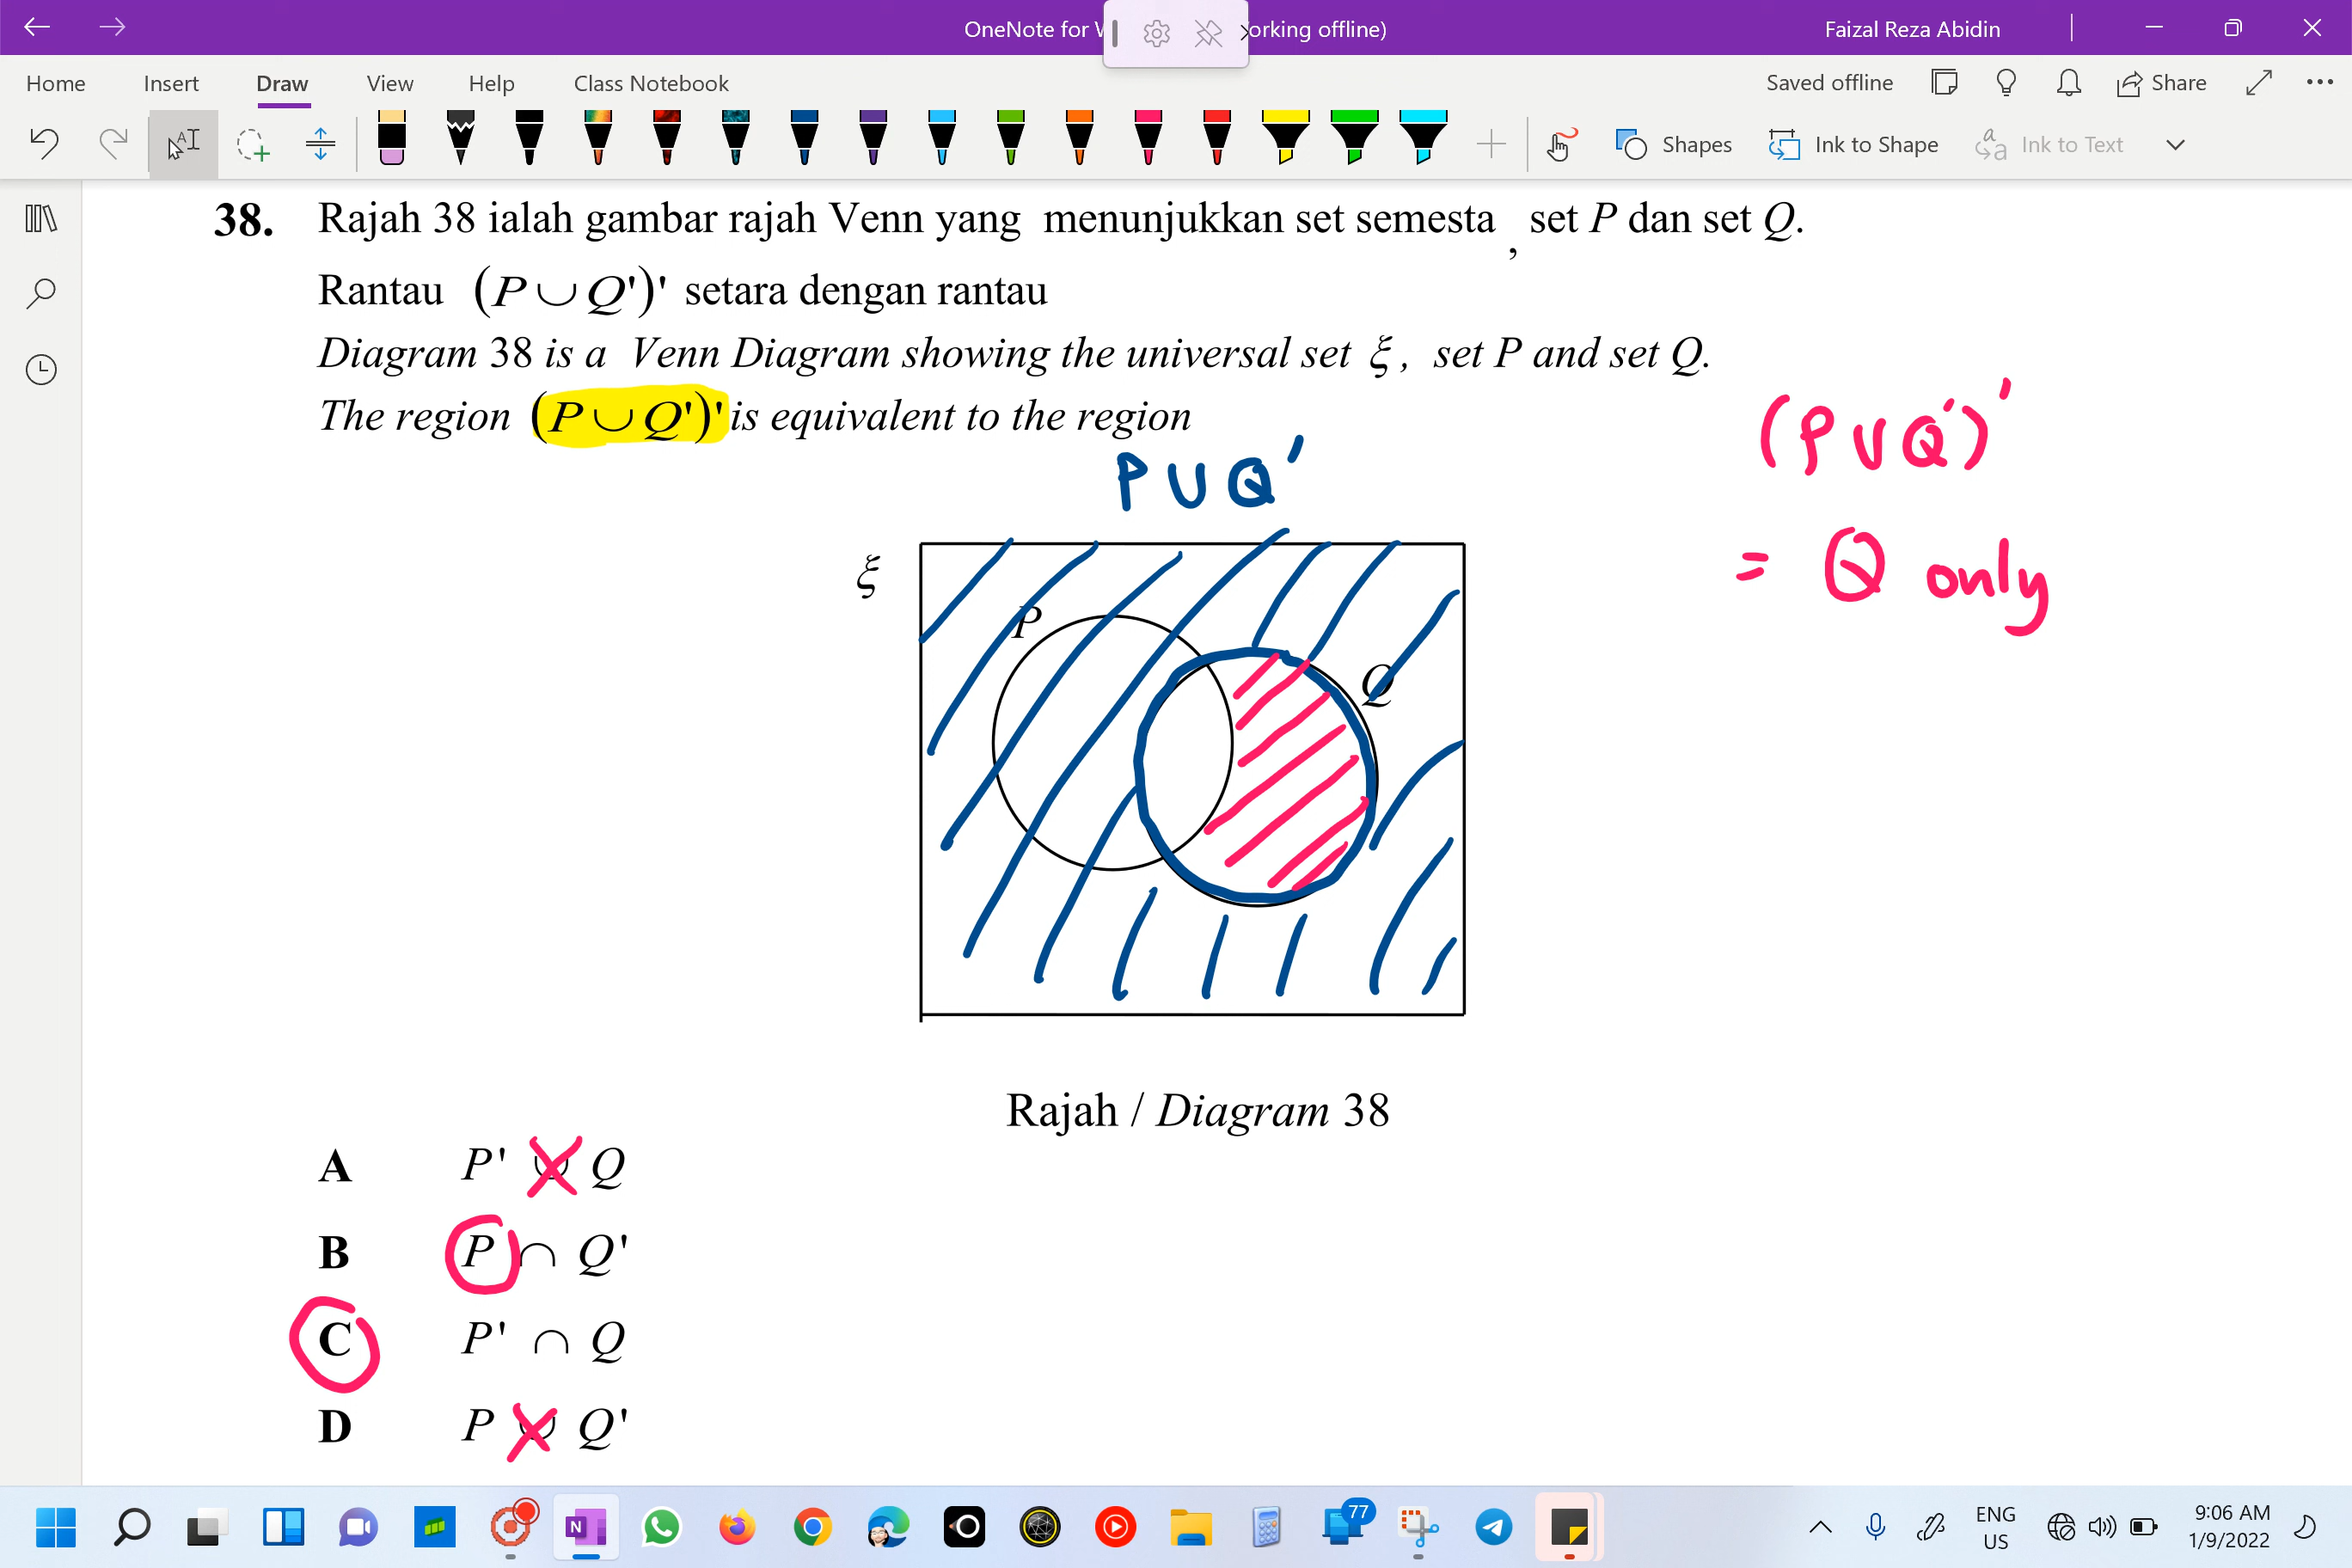 OneNote for W orking offline)
Faizal Reza Abidin
Home Insert Draw View Help Class Notebook
Saved offline Share
Shapes Ink to Shape Ink to Text
38. Rajah 38 ialah gambar rajah Venn yang menunjukkan set semesta , set P dan set Q.
Rantau (P ∪ Q')' setara dengan rantau
Diagram 38 is a Venn Diagram showing the universal set ξ, set P and set Q.
The region (P ∪ Q')' is equivalent to the region
(P ∪ Q')'
= Q only
P ∪ Q'
ξ
P
Q
Rajah / Diagram 38
A P' ∪ Q
B P ∩ Q'
C P' ∩ Q
D P ∪ Q'
77
ENG
US
9:06 AM
1/9/2022